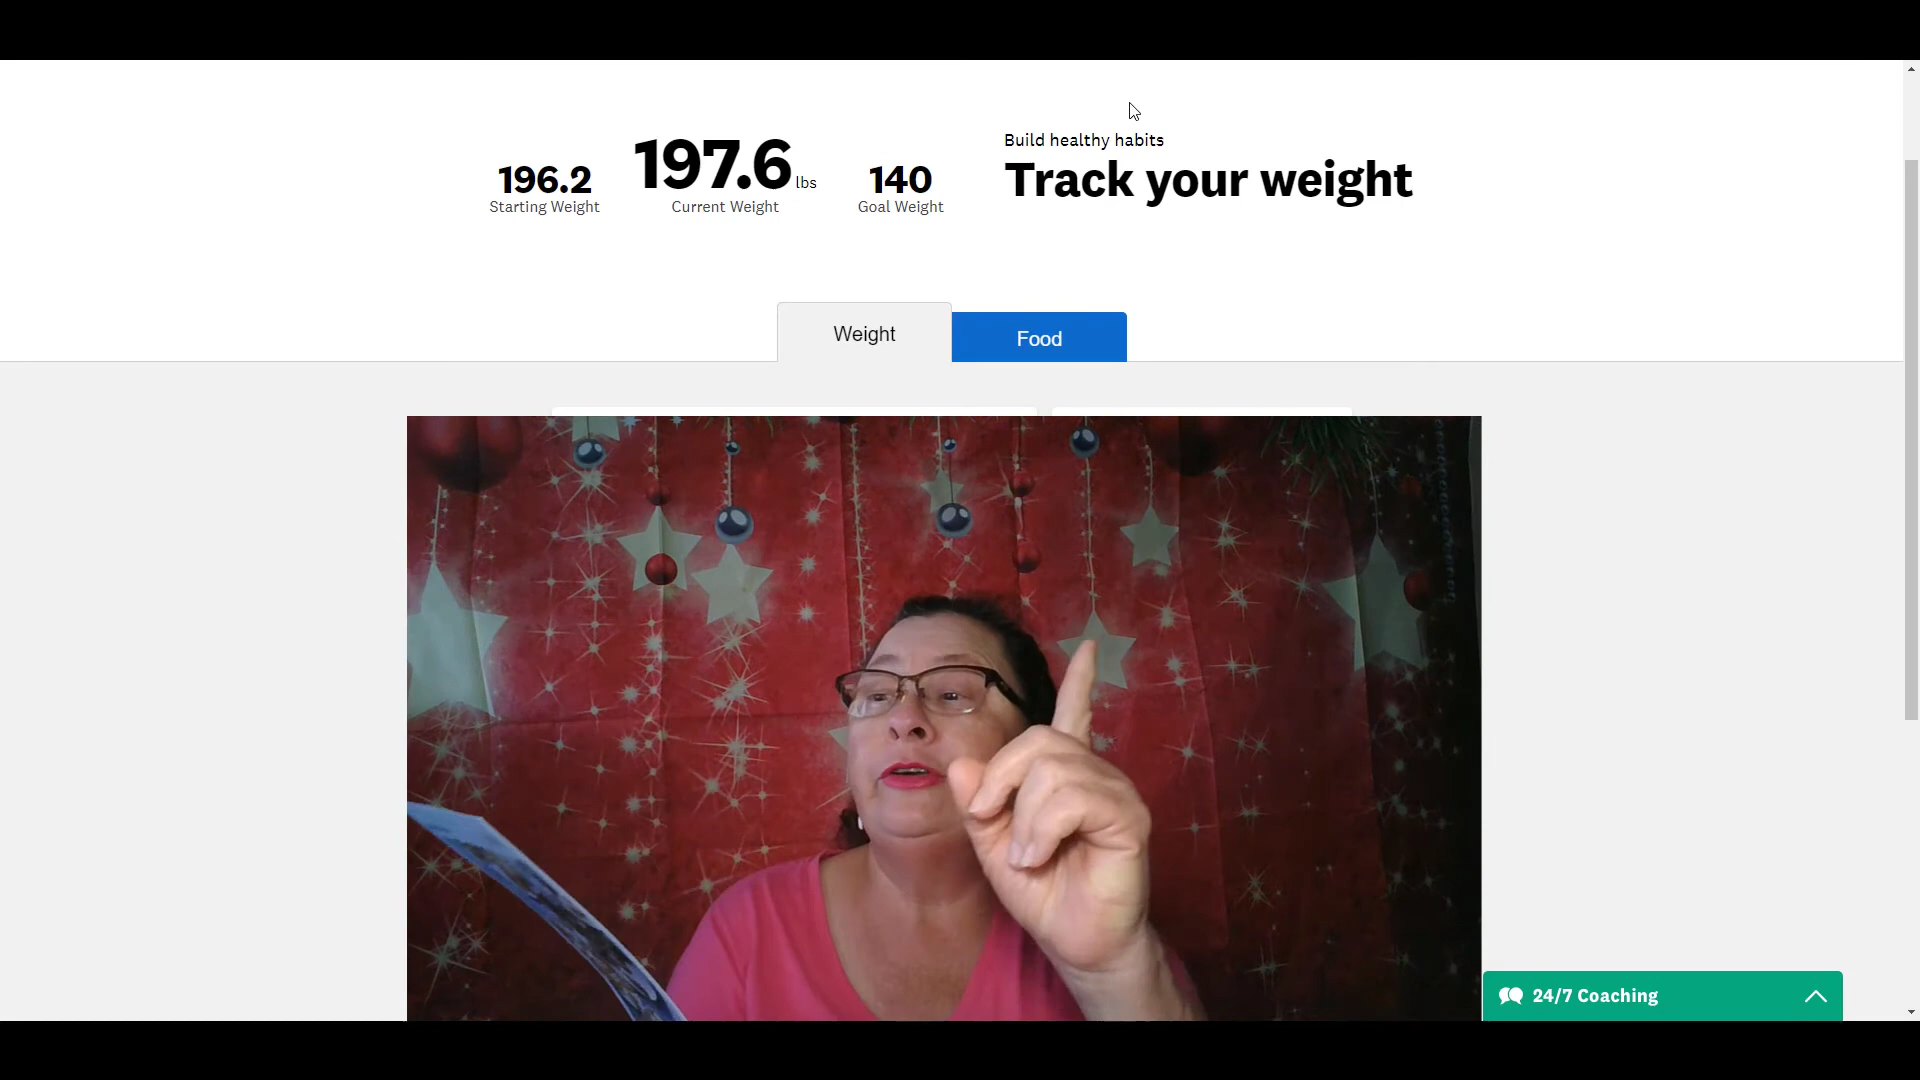 196.2
Starting Weight
197.6 lbs
Current Weight
140
Goal Weight
Build healthy habits
Track your weight
Weight
Food
24/7 Coaching